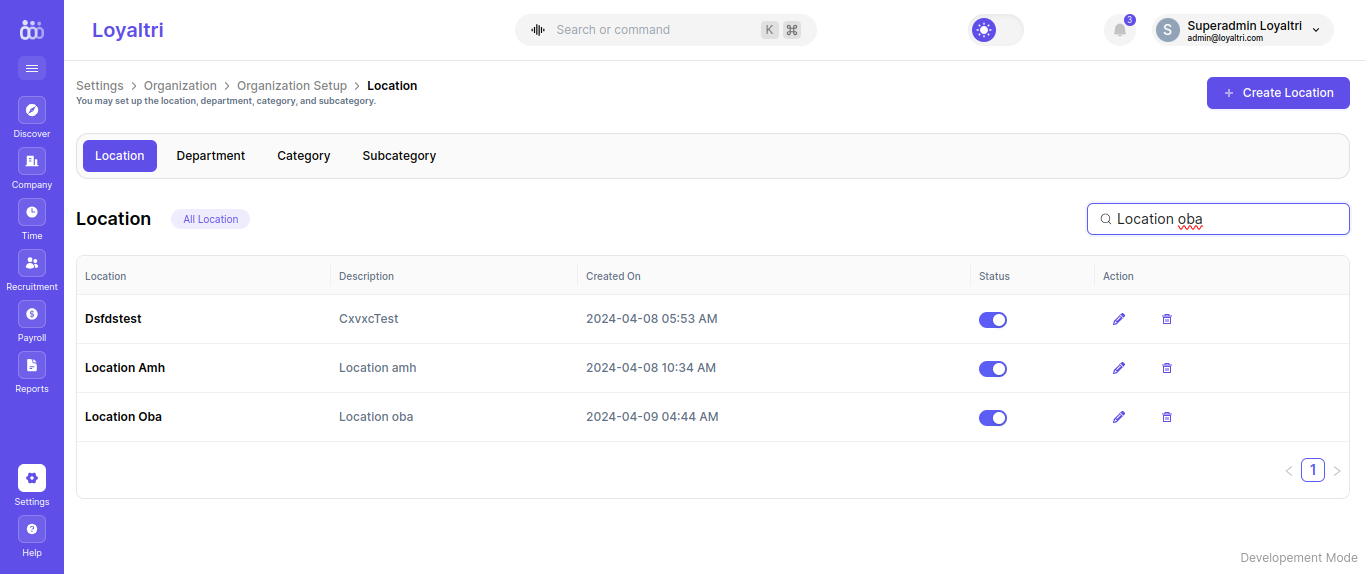 Loyaltri
Search or command
K ⌘
3
S
Superadmin Loyaltri
admin@loyaltri.com
Discover
Company
Time
Recruitment
Payroll
Reports
Settings
Help
Settings > Organization > Organization Setup > Location
You may set up the location, department, category, and subcategory.
+ Create Location
Location Department Category Subcategory
Location All Location
Location oba
Location Description Created On Status Action
Dsfdstest CxvxcTest 2024-04-08 05:53 AM
Location Amh Location amh 2024-04-08 10:34 AM
Location Oba Location oba 2024-04-09 04:44 AM
< 1 >
Developement Mode